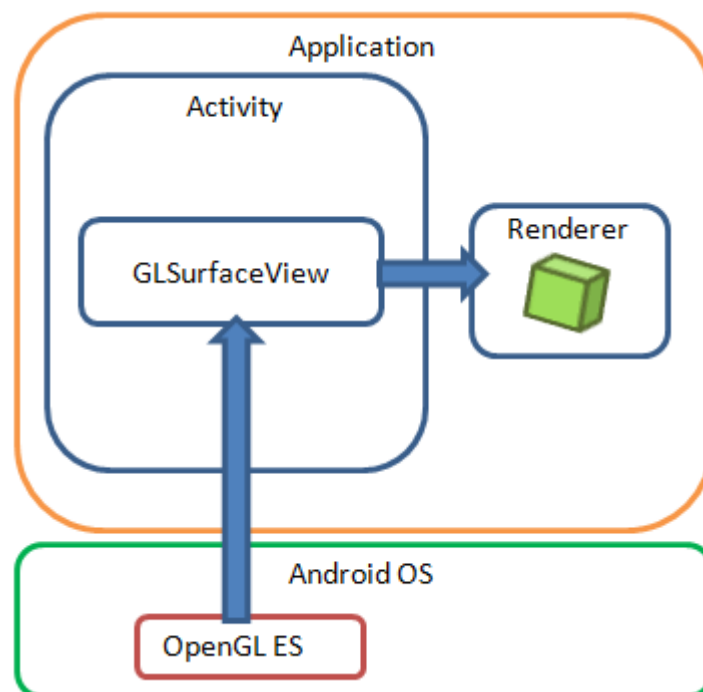 Application
Activity
Renderer
GLSurfaceView
Android OS
OpenGL ES